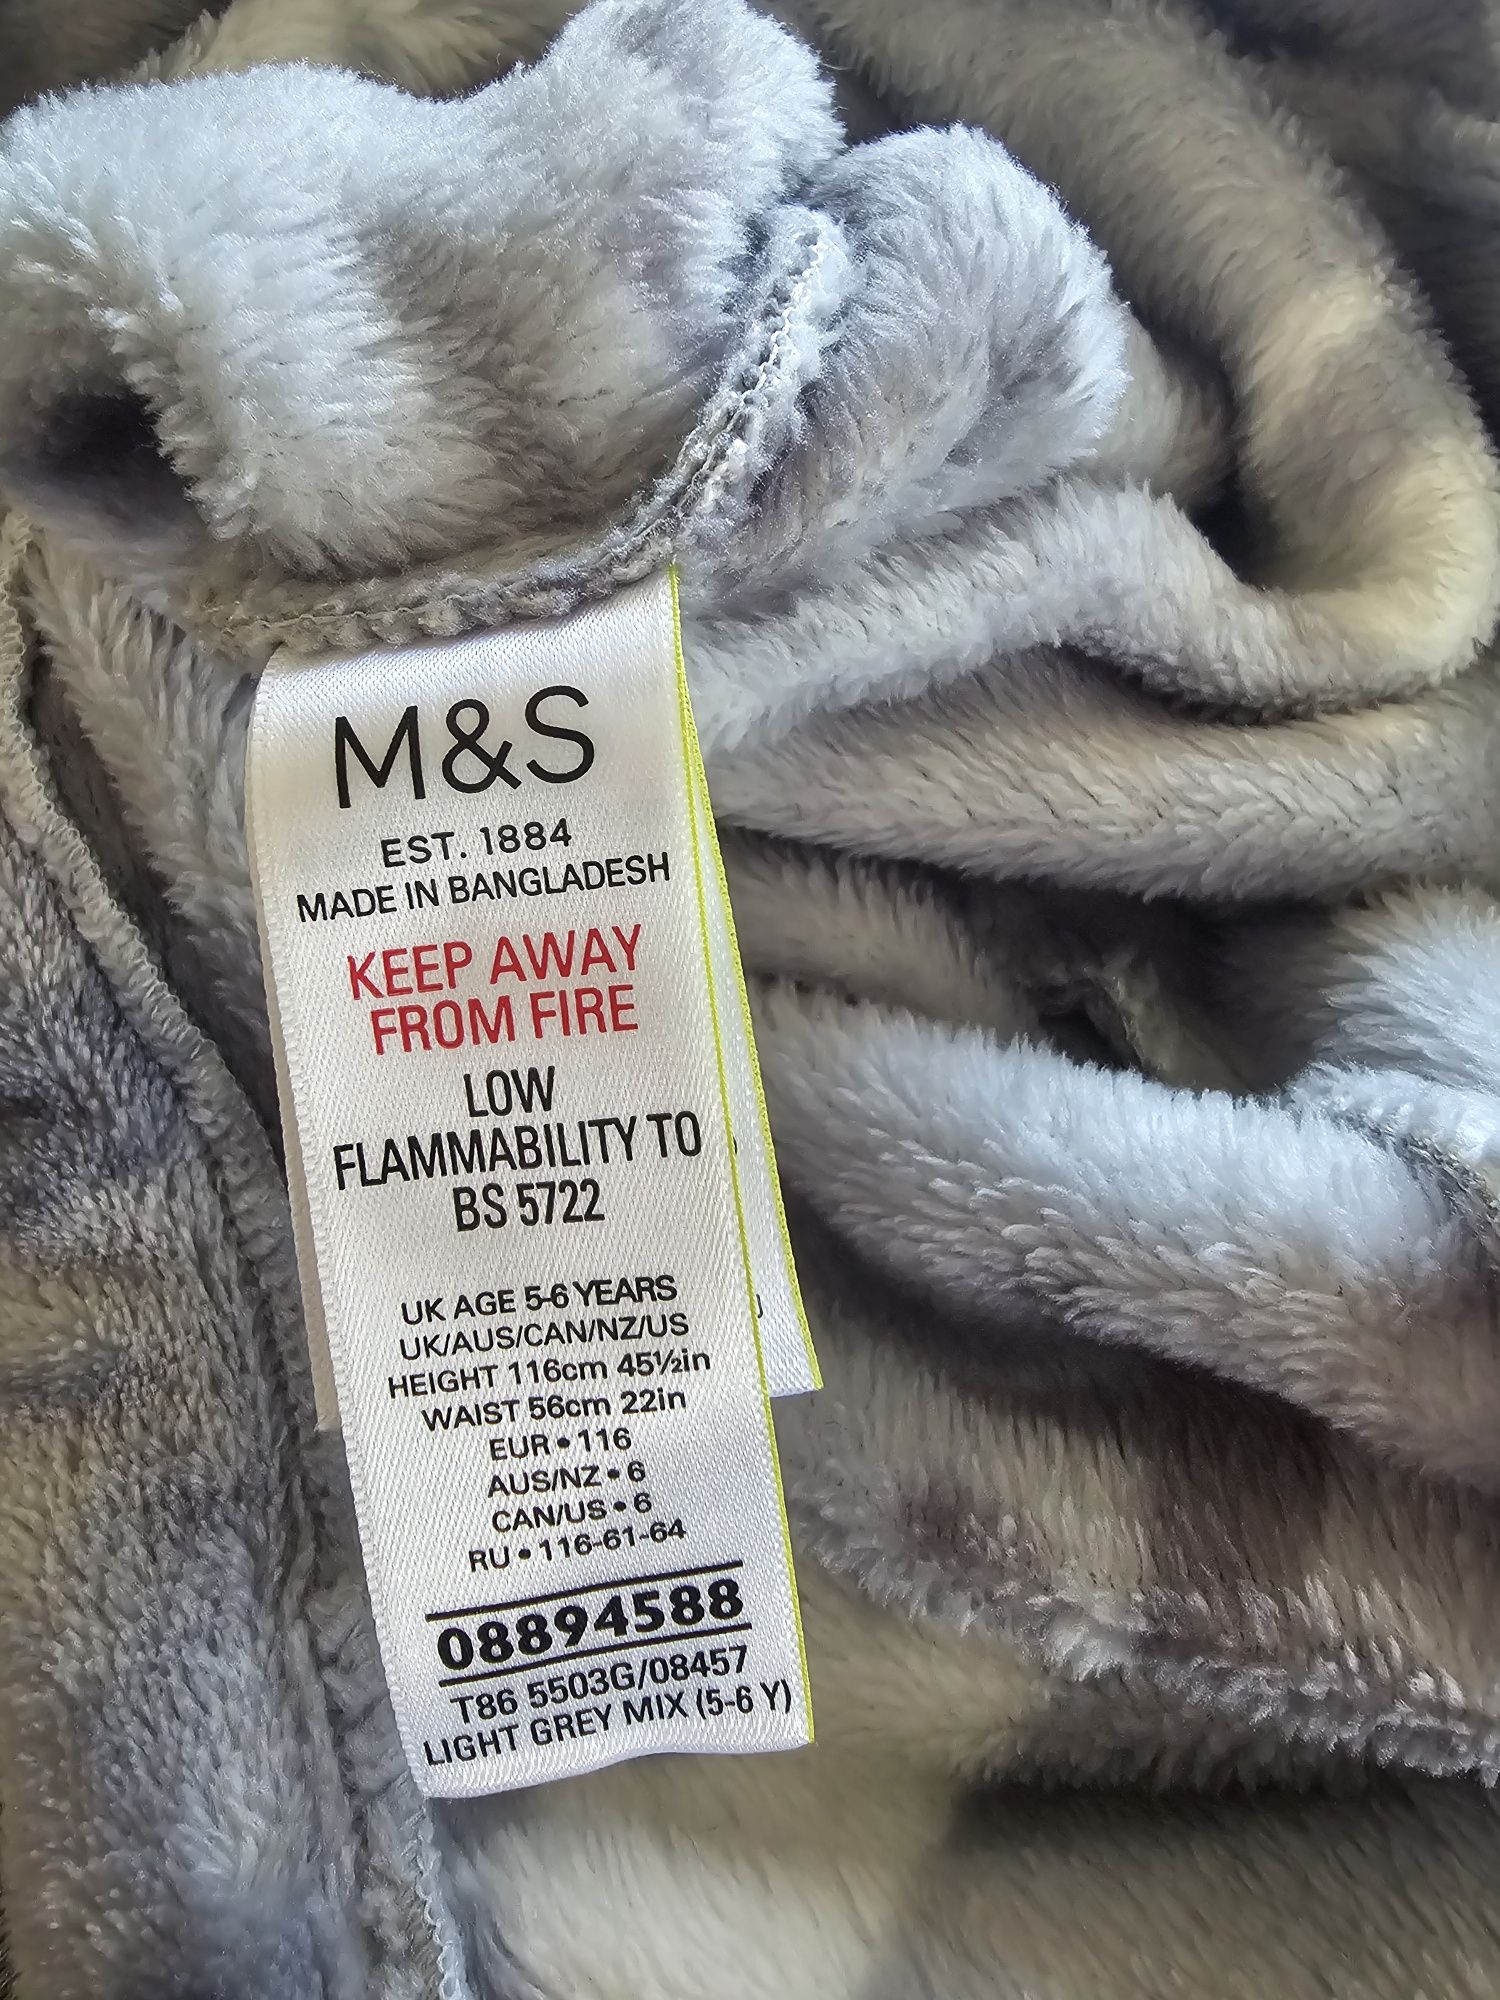 M&S
EST. 1884
MADE IN BANGLADESH
KEEP AWAY
FROM FIRE
LOW
FLAMMABILITY TO
BS 5722
UK AGE 5-6 YEARS
UK/AUS/CAN/NZ/US
HEIGHT 116cm 45½in
WAIST 56cm 22in
EUR • 116
AUS/NZ • 6
CAN/US • 6
RU • 116-61-64
08894588
T86 5503G/08457
LIGHT GREY MIX (5-6 Y)